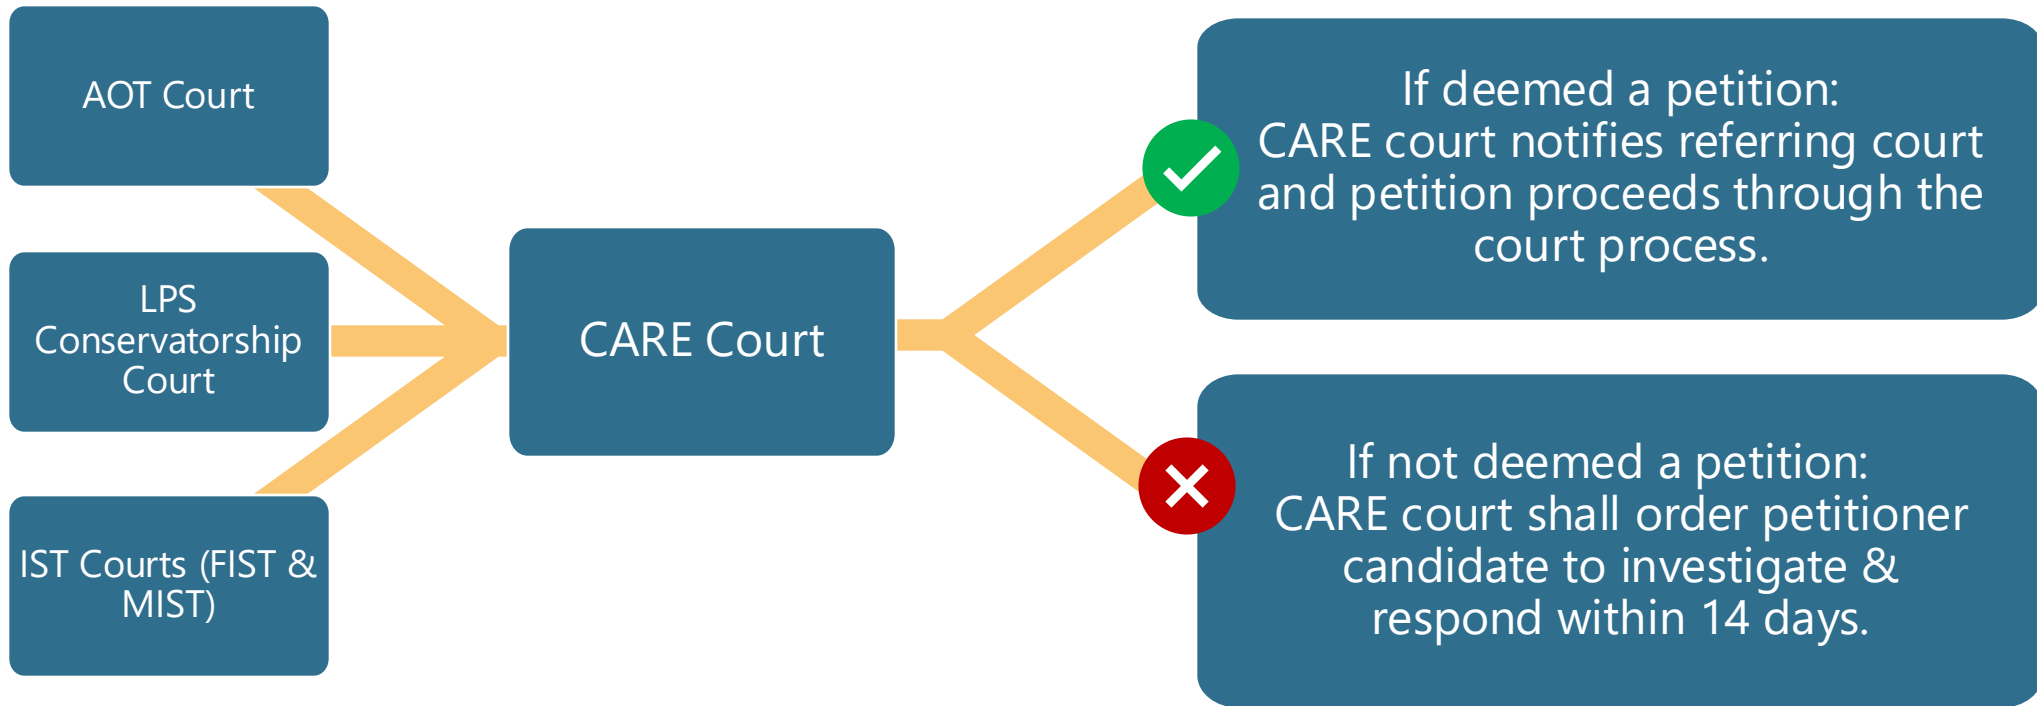 AOT Court
LPS
Conservatorship
Court
IST Courts (FIST &
MIST)
CARE Court
If deemed a petition:
CARE court notifies referring court
and petition proceeds through the
court process.
If not deemed a petition:
CARE court shall order petitioner
candidate to investigate &
respond within 14 days.